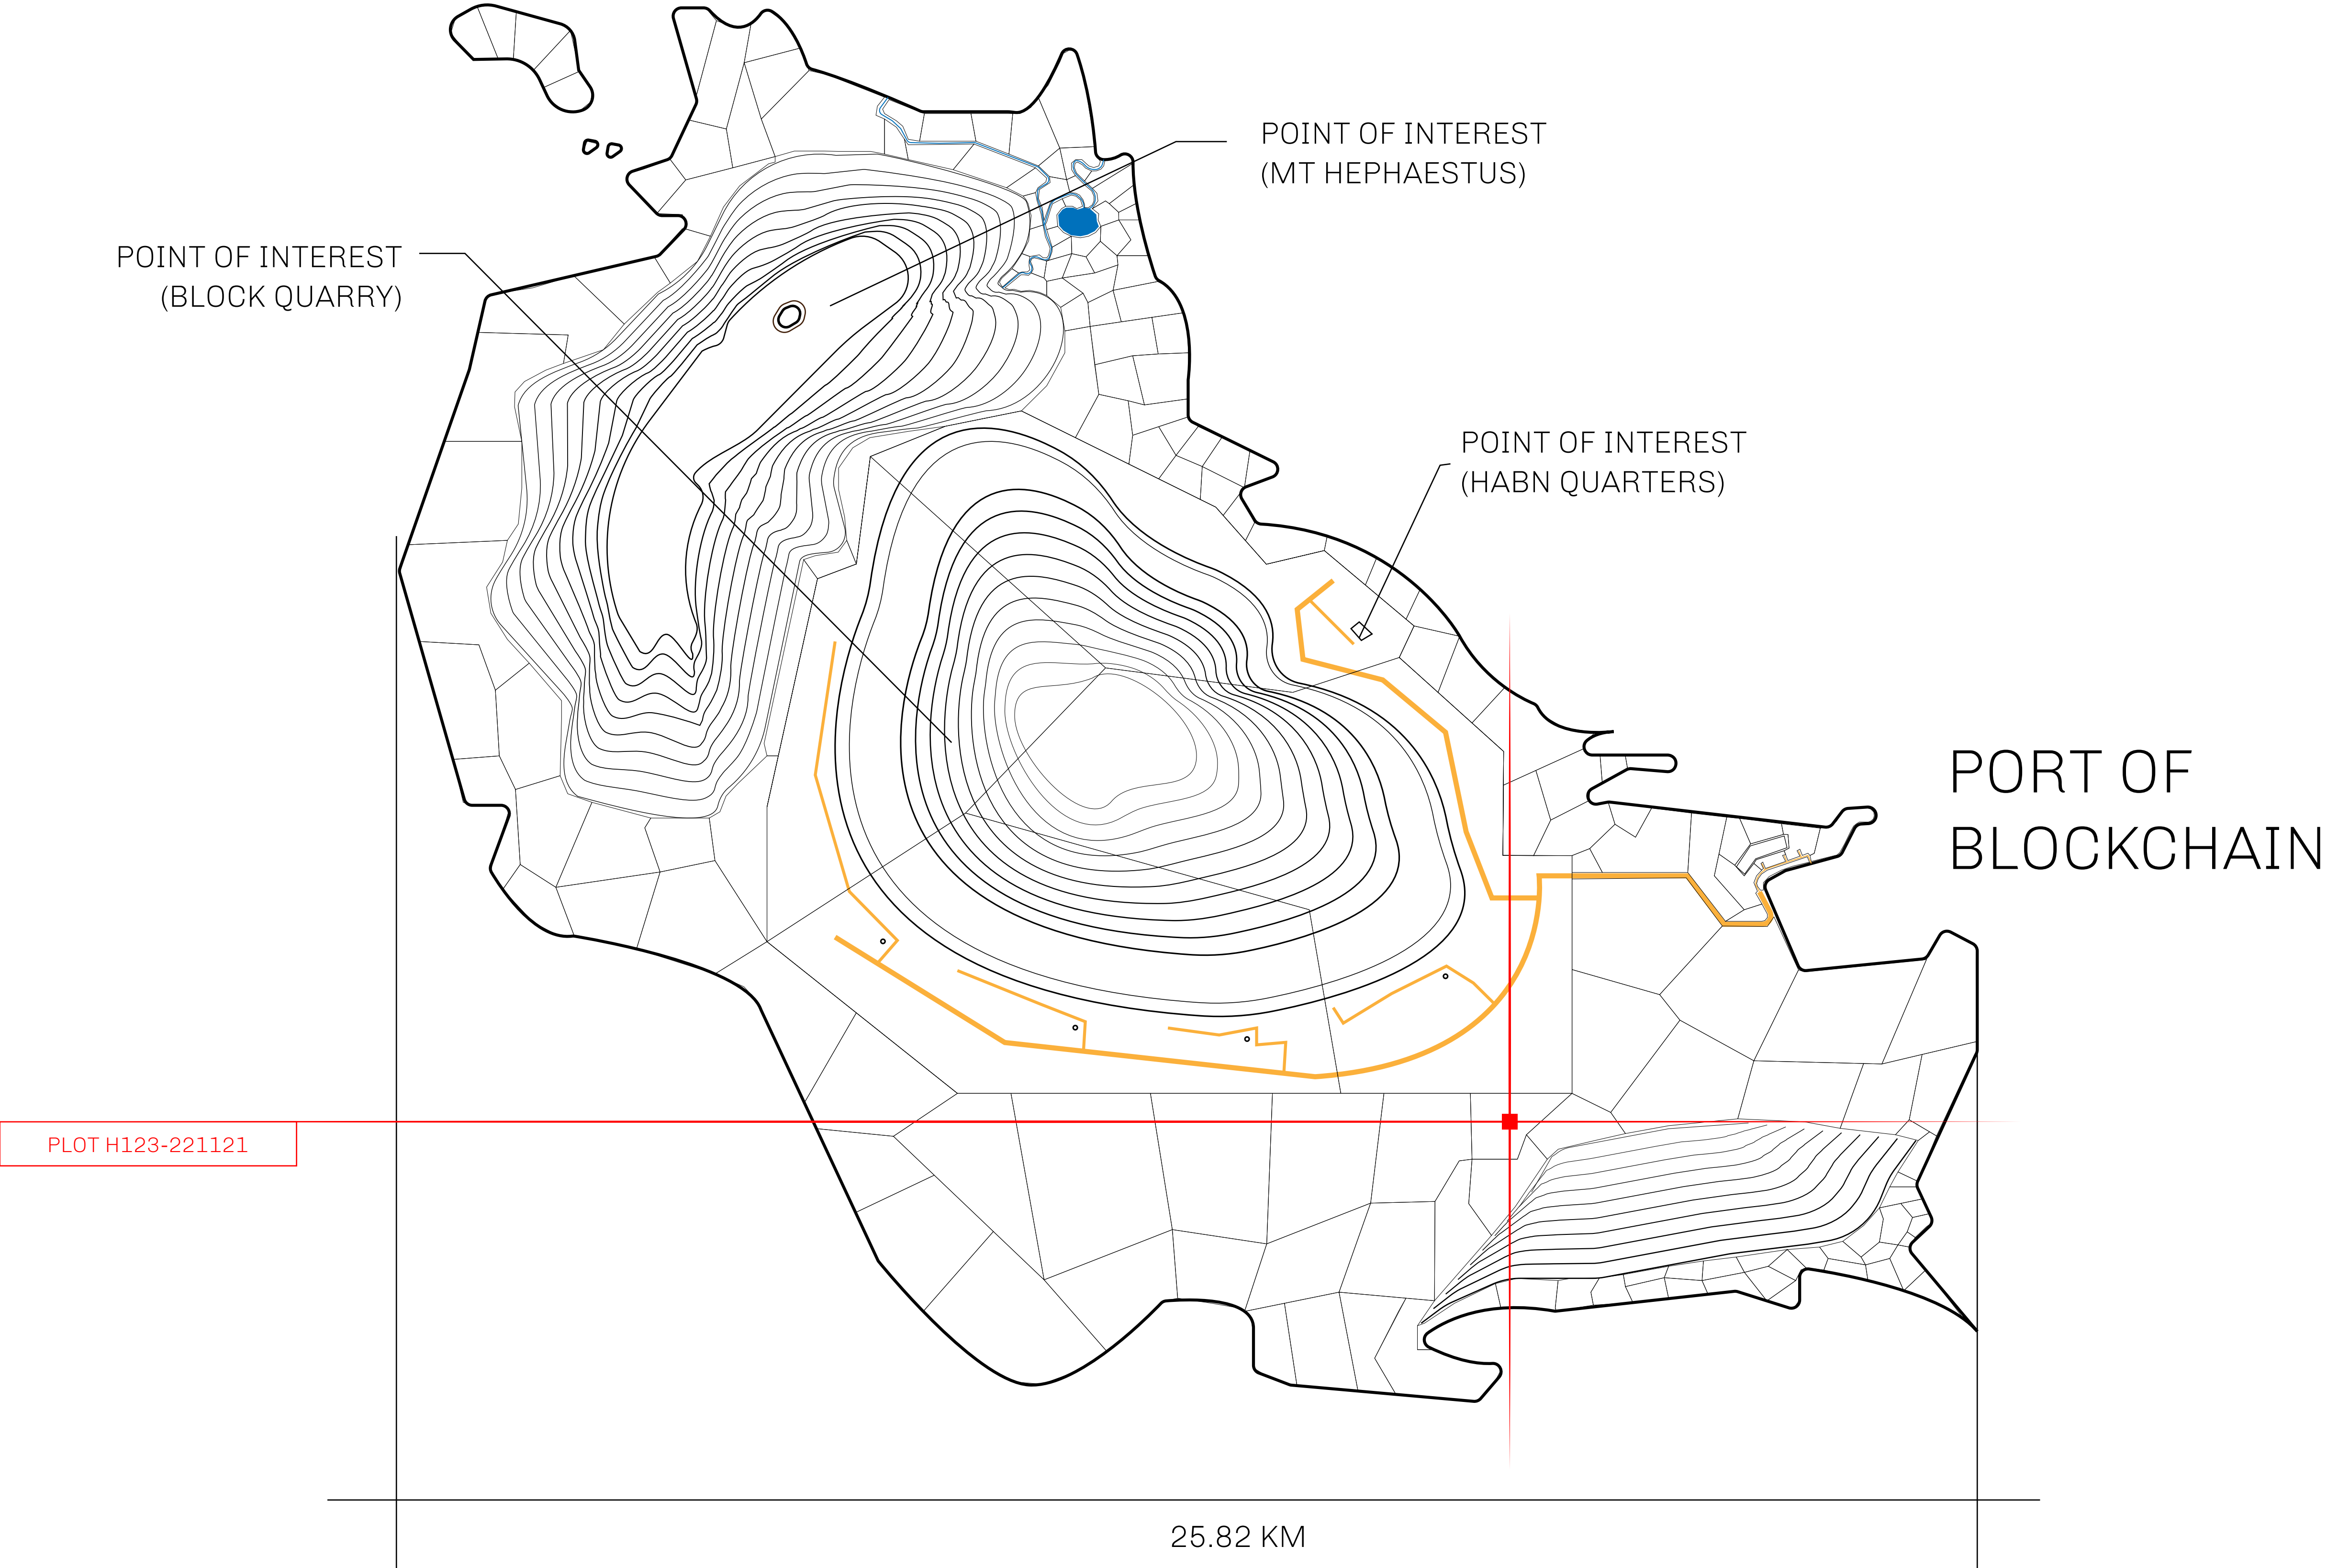 POINT OF INTEREST
(MT HEPHAESTUS)
POINT OF INTEREST
(BLOCK QUARRY)
POINT OF INTEREST
(HABN QUARTERS)
PORT OF
BLOCKCHAIN
PLOT H123-221121
25.82 KM